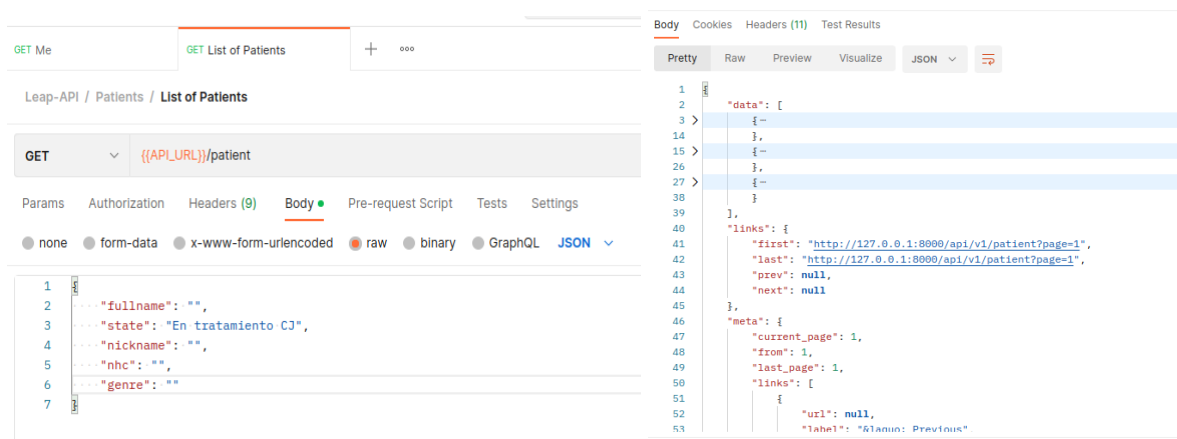 GET Me
GET List of Patients
Leap-API / Patients / List of Patients
GET
{{API_URL}}/patient
Params Authorization Headers (9) Body Pre-request Script Tests Settings
none form-data x-www-form-urlencoded raw binary GraphQL JSON
1 {
2 "fullname": "",
3 "state": "En tratamiento CJ",
4 "nickname": "",
5 "nhc": "",
6 "genre": ""
7 }
Body Cookies Headers (11) Test Results
Pretty Raw Preview Visualize JSON
1 {
2 "data": [
3 {
14 },
15 {
26 },
27 {
38 }
39 ],
40 "links": {
41 "first": "http://127.0.0.1:8000/api/v1/patient?page=1",
42 "last": "http://127.0.0.1:8000/api/v1/patient?page=1",
43 "prev": null,
44 "next": null
45 },
46 "meta": {
47 "current_page": 1,
48 "from": 1,
49 "last_page": 1,
50 "links": [
51 {
52 "url": null,
53 "label": "&laquo; Previous",